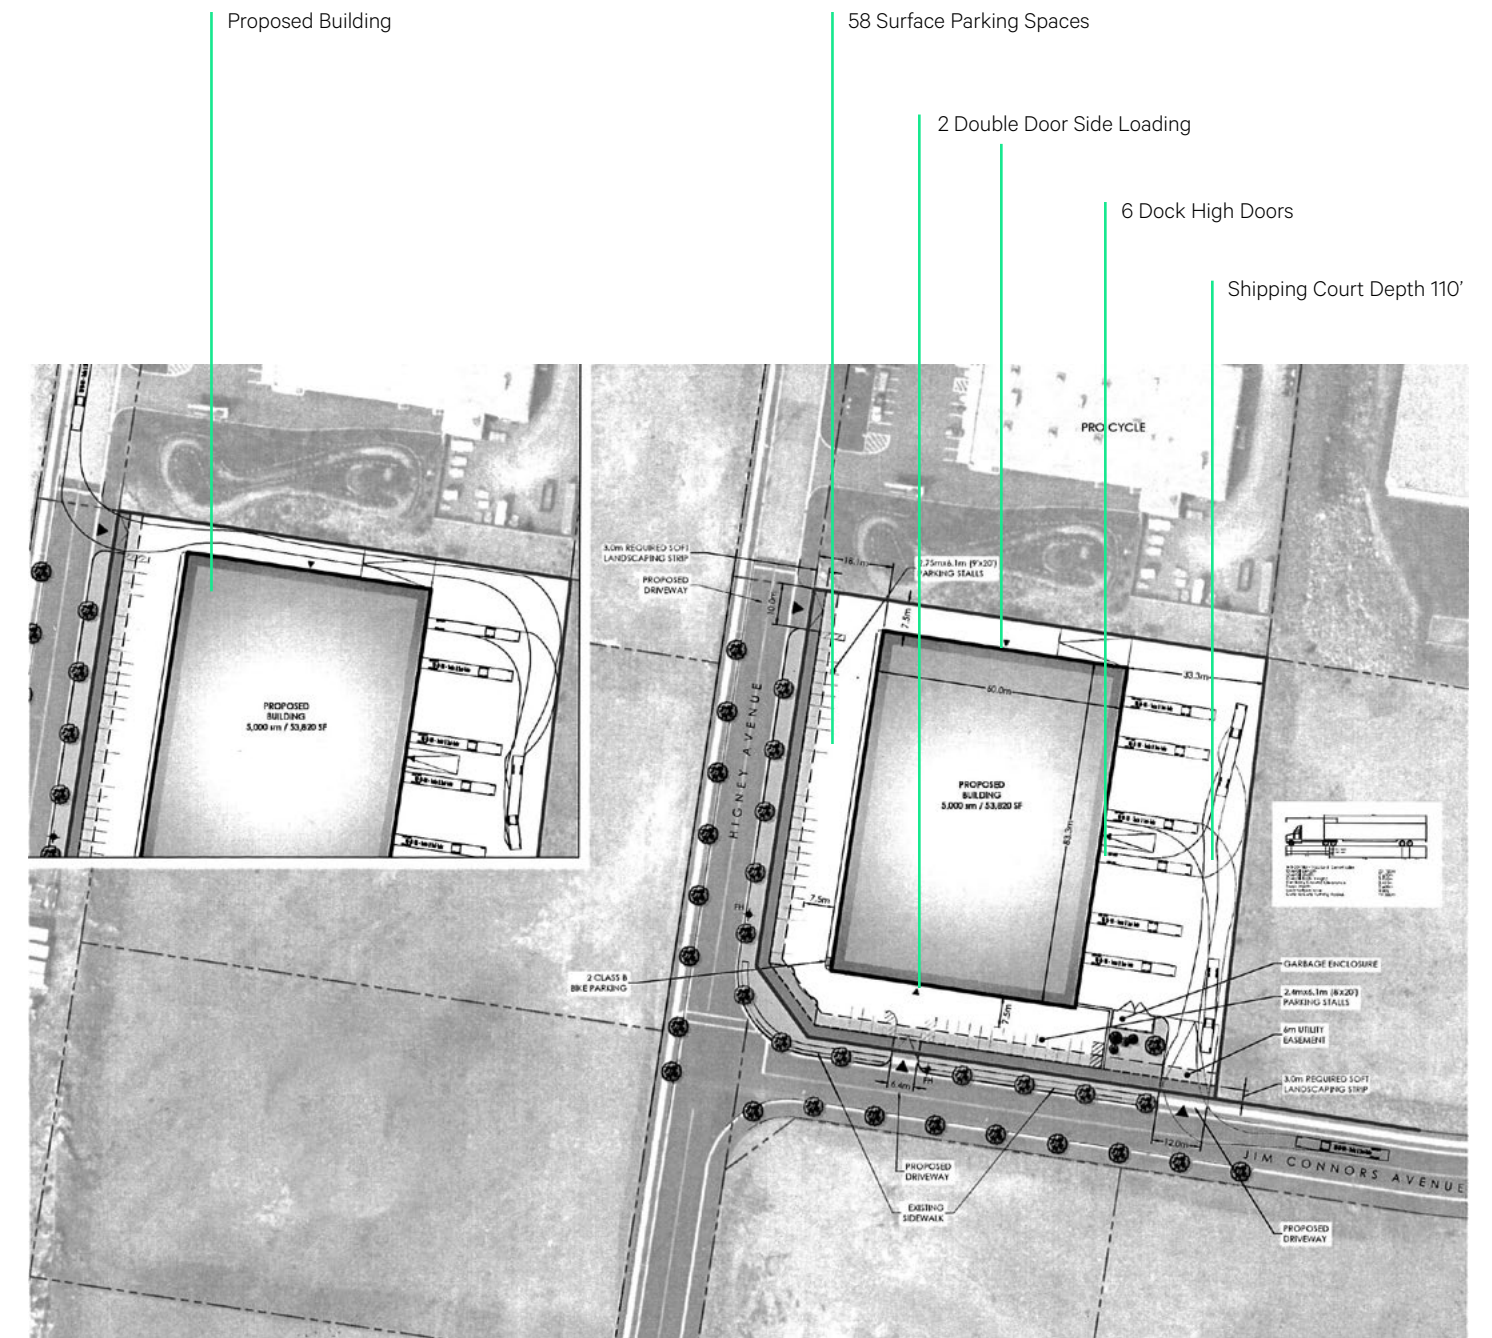 Proposed Building
58 Surface Parking Spaces
2 Double Door Side Loading
6 Dock High Doors
Shipping Court Depth 110’
PRO CYCLE
3.0m REQUIRED SOFT
LANDSCAPING STRIP
PROPOSED
DRIVEWAY
18.1m
2.75mx6.1m (9'x20')
PARKING STALLS
10.0m
7.5m
33.3m
60.0m
PROPOSED
BUILDING
5,000 sm / 53,820 SF
HIGNEY AVENUE
PROPOSED
BUILDING
5,000 sm / 53,820 SF
83.3m
7.5m
FH
2 CLASS B
BIKE PARKING
GARBAGE ENCLOSURE
2.4mx6.1m (8'x20')
PARKING STALLS
7.5m
6m UTILITY
EASEMENT
3.0m REQUIRED SOFT
LANDSCAPING STRIP
6.4m
FH
12.0m
JIM CONNORS AVENUE
PROPOSED
DRIVEWAY
EXISTING
SIDEWALK
PROPOSED
DRIVEWAY